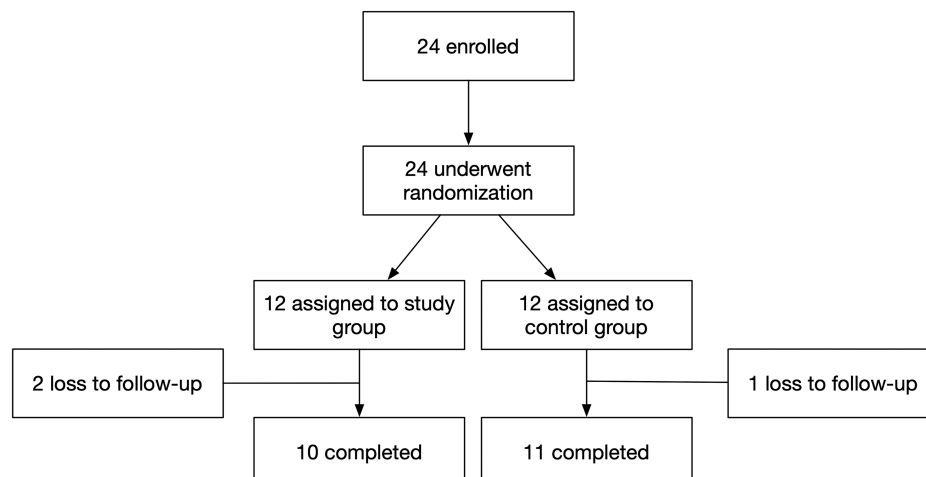 24 enrolled
24 underwent
randomization
12 assigned to study
group
12 assigned to
control group
2 loss to follow-up
1 loss to follow-up
10 completed
11 completed